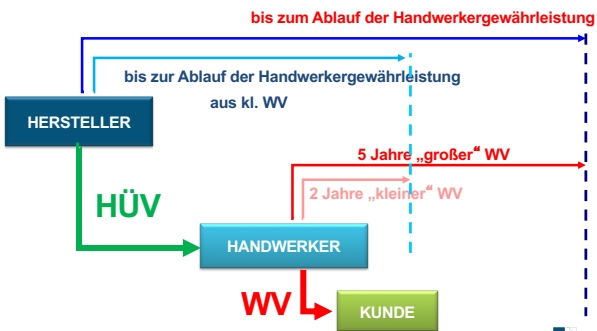 bis zum Ablauf der Handwerkergewährleistung
bis zur Ablauf der Handwerkergewährleistung
aus kl. WV
HERSTELLER
5 Jahre „großer“ WV
2 Jahre „kleiner“ WV
HÜV
HANDWERKER
WV
KUNDE